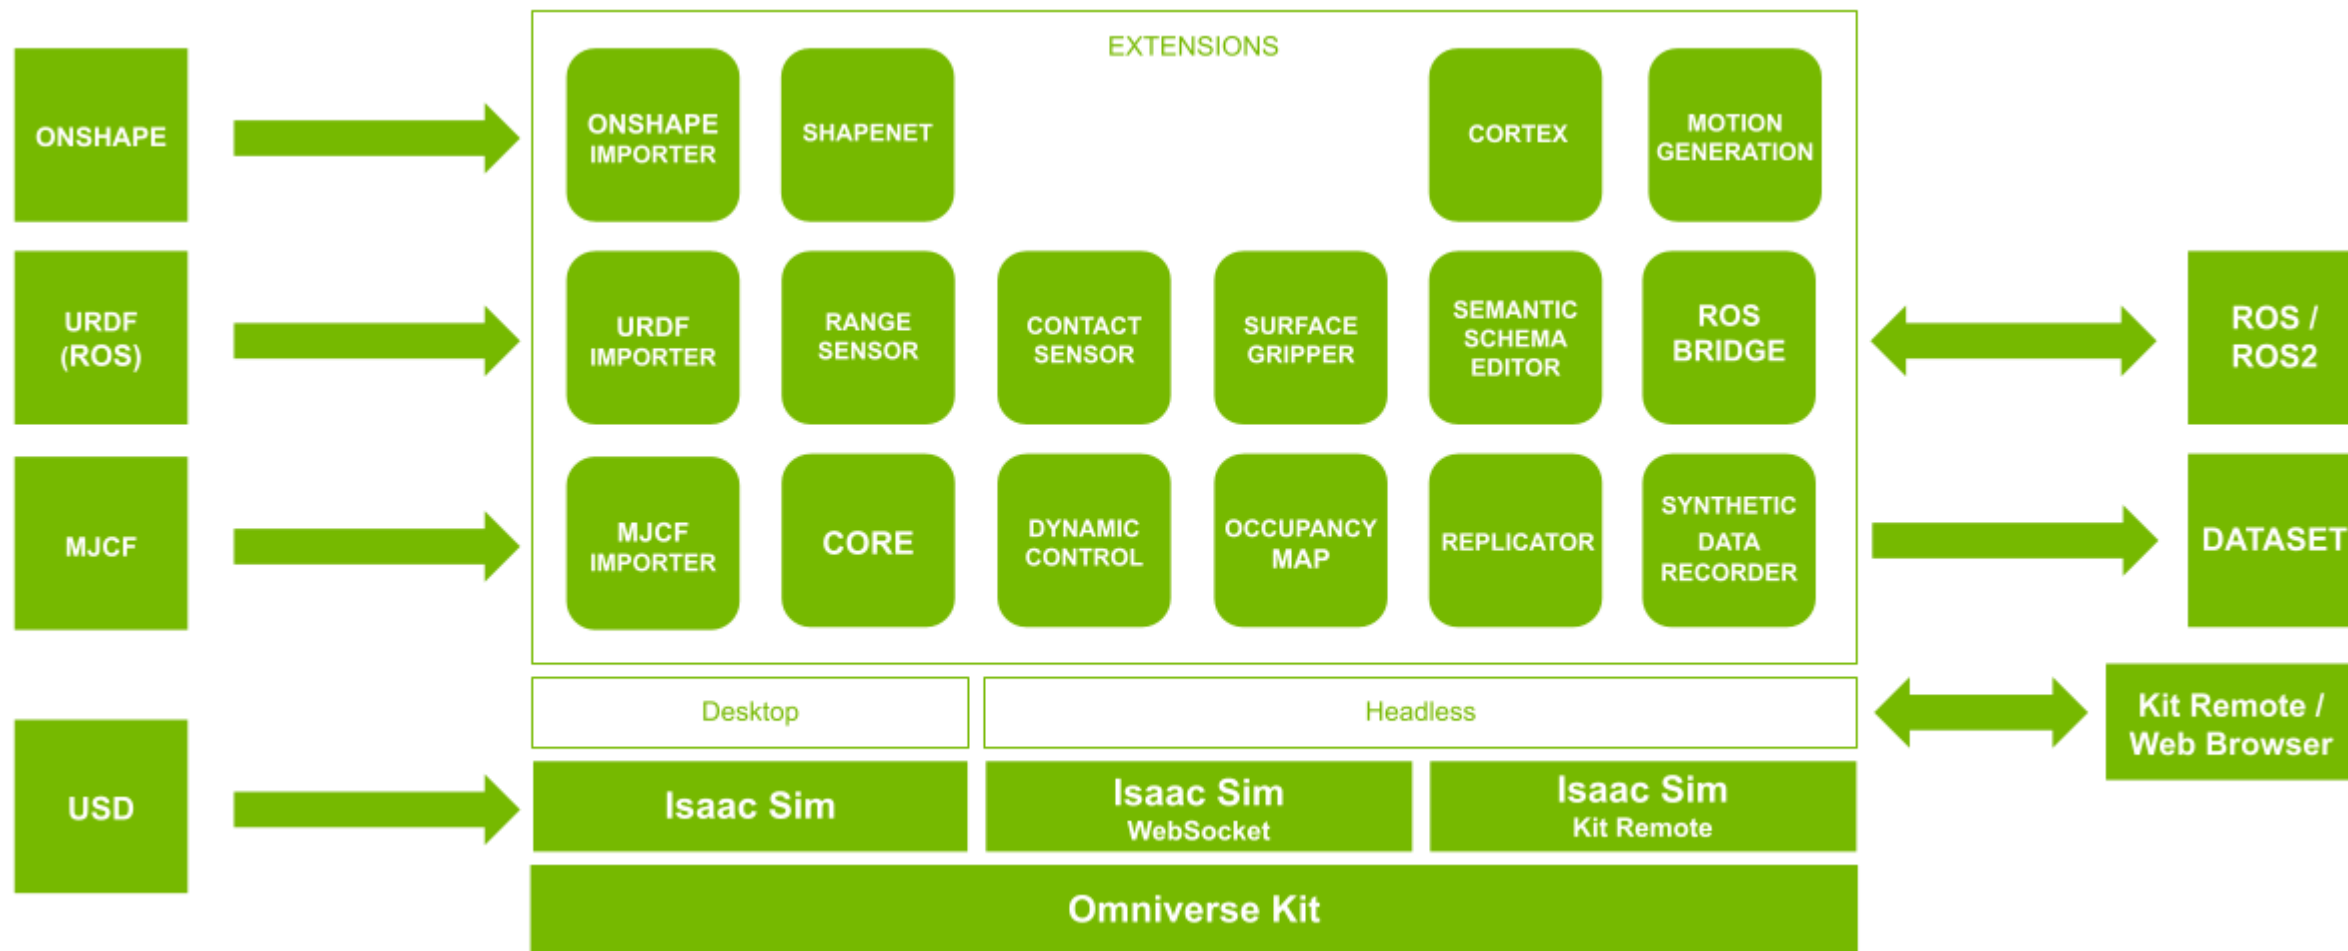 EXTENSIONS
ONSHAPE
ONSHAPE
IMPORTER
SHAPENET
CORTEX
MOTION
GENERATION
URDF
(ROS)
URDF
IMPORTER
RANGE
SENSOR
CONTACT
SENSOR
SURFACE
GRIPPER
SEMANTIC
SCHEMA
EDITOR
ROS
BRIDGE
ROS /
ROS2
MJCF
MJCF
IMPORTER
CORE
DYNAMIC
CONTROL
OCCUPANCY
MAP
REPLICATOR
SYNTHETIC
DATA
RECORDER
DATASET
Desktop
Headless
Kit Remote /
Web Browser
USD
Isaac Sim
Isaac Sim
WebSocket
Isaac Sim
Kit Remote
Omniverse Kit